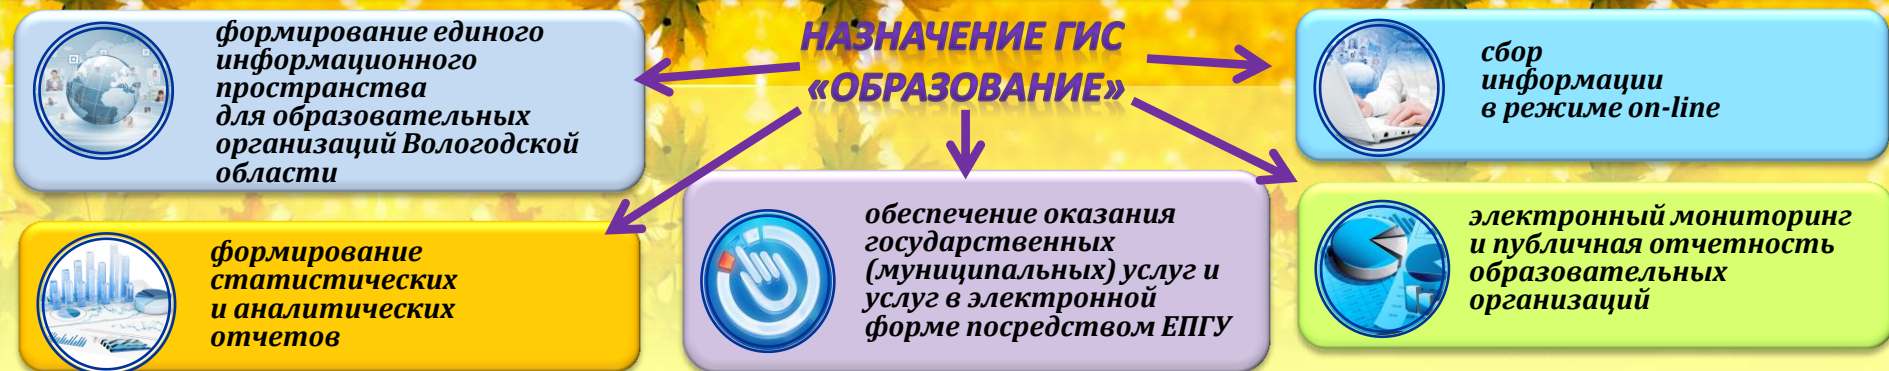 НАЗНАЧЕНИЕ ГИС
«ОБРАЗОВАНИЕ»
формирование единого
информационного
пространства
для образовательных
организаций Вологодской
области
сбор
информации
в режиме on-line
формирование
статистических
и аналитических
отчетов
обеспечение оказания
государственных
(муниципальных) услуг и
услуг в электронной
форме посредством ЕПГУ
электронный мониторинг
и публичная отчетность
образовательных
организаций